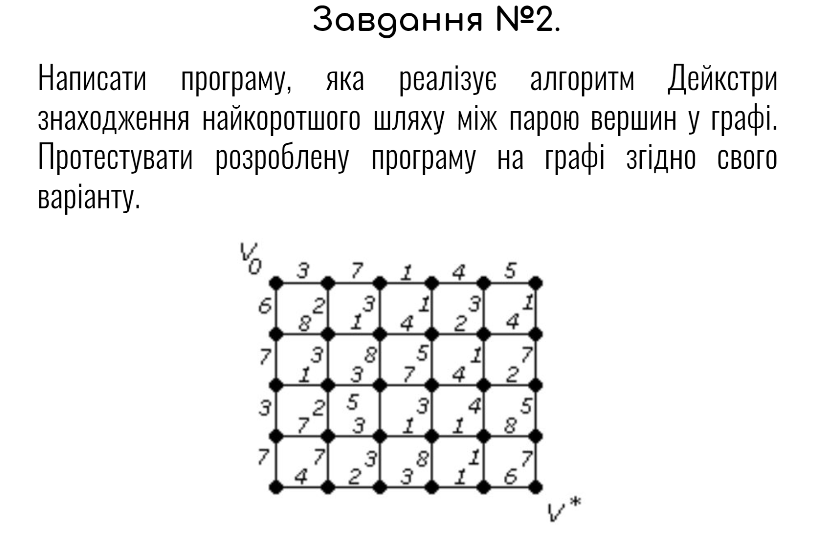 Завдання №2.
Написати програму, яка реалізує алгоритм Дейкстри
знаходження найкоротшого шляху між парою вершин у графі.
Протестувати розроблену програму на графі згідно свого
варіанту.
V0 3 7 1 4 5
6 2 3 1 3 1
8 1 4 2 4
7 3 8 5 1 7
1 3 7 4 2
3 2 5 3 4 5
7 3 1 1 8
7 7 3 8 1 7
4 2 3 1 6
V*